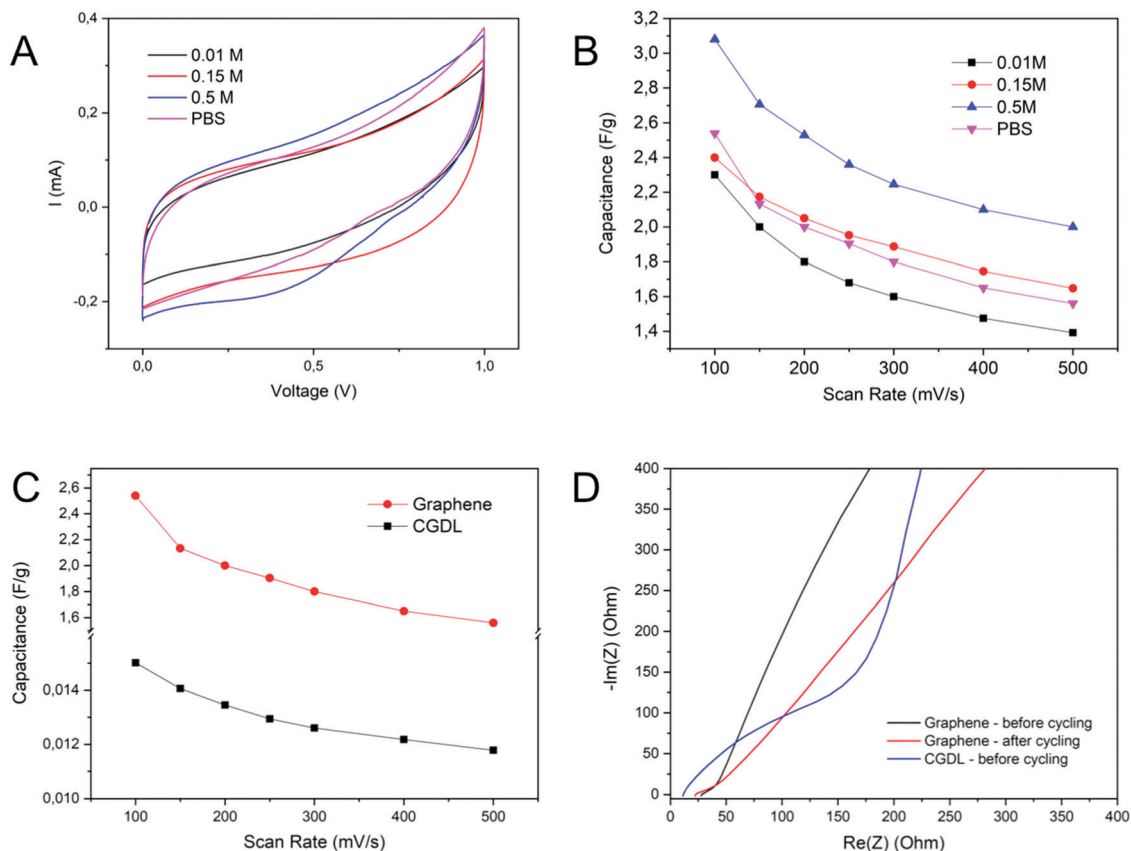 A
0,4
0,2
0,0
-0,2
I (mA)
0.01 M
0.15 M
0.5 M
PBS
0,0
0,5
1,0
Voltage (V)
B
3,2
3,0
2,8
2,6
2,4
2,2
2,0
1,8
1,6
1,4
Capacitance (F/g)
0.01M
0.15M
0.5M
PBS
100
200
300
400
500
Scan Rate (mV/s)
C
2,6
2,4
2,2
2,0
1,8
1,6
0,014
0,012
0,010
Capacitance (F/g)
Graphene
CGDL
100
150
200
250
300
350
400
450
500
Scan Rate (mV/s)
D
400
350
300
250
200
150
100
50
0
-Im(Z) (Ohm)
Graphene - before cycling
Graphene - after cycling
CGDL - before cycling
0
50
100
150
200
250
300
350
400
Re(Z) (Ohm)